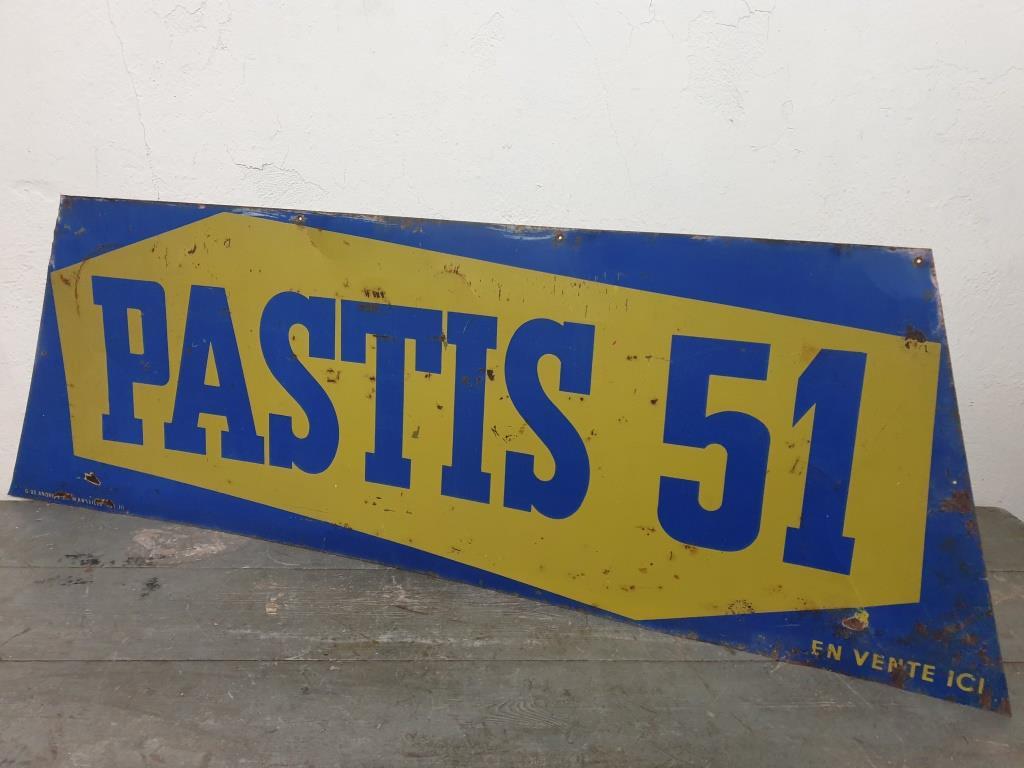 PASTIS 51
EN VENTE ICI